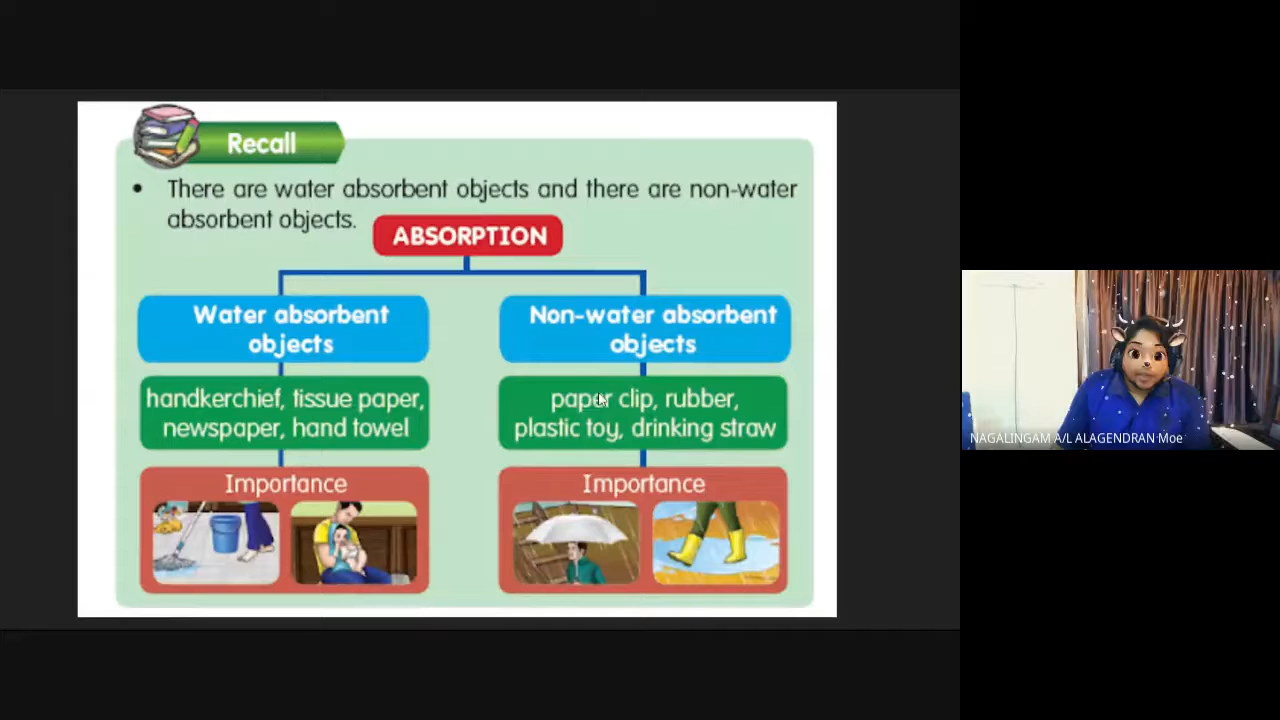 Recall
• There are water absorbent objects and there are non-water
absorbent objects.
ABSORPTION
Water absorbent
objects
Non-water absorbent
objects
handkerchief, tissue paper,
newspaper, hand towel
paper clip, rubber,
plastic toy, drinking straw
Importance
Importance
NAGALINGAM A/L ALAGENDRAN Moe